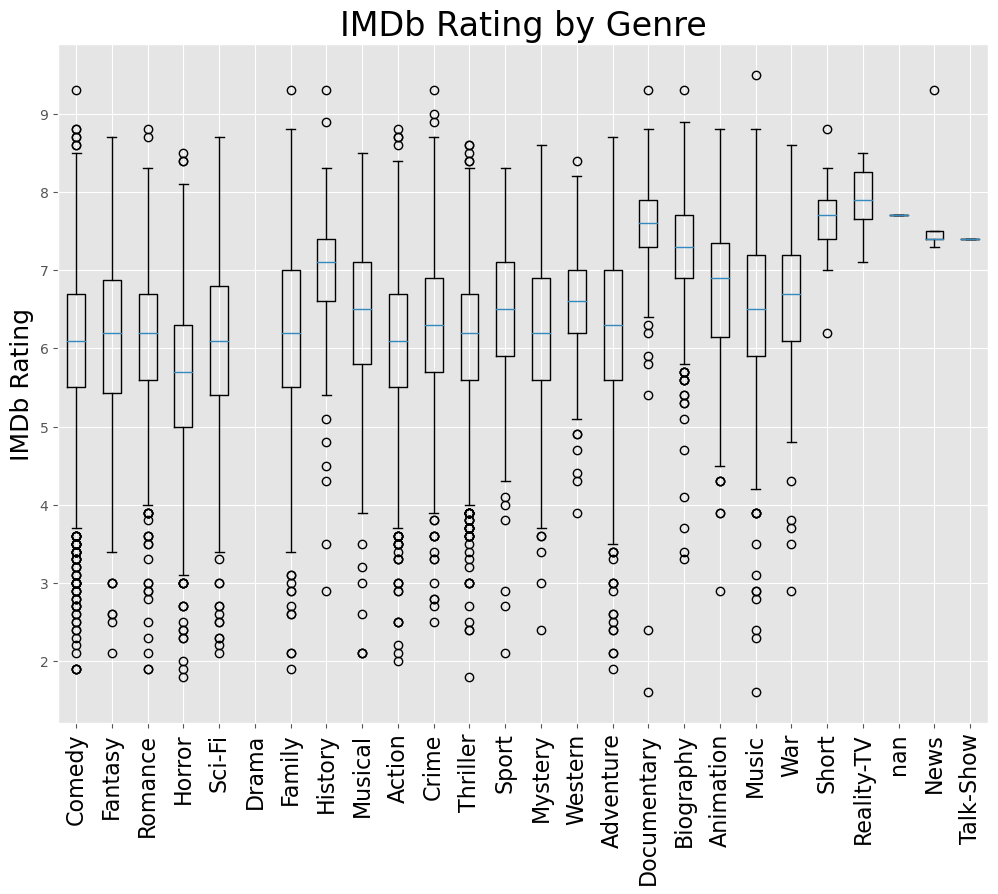 IMDb Rating by Genre
IMDb Rating
9
8
7
6
5
4
3
2
Comedy
Fantasy
Romance
Horror
Sci-Fi
Drama
Family
History
Musical
Action
Crime
Thriller
Sport
Mystery
Western
Adventure
Documentary
Biography
Animation
Music
War
Short
Reality-TV
nan
News
Talk-Show